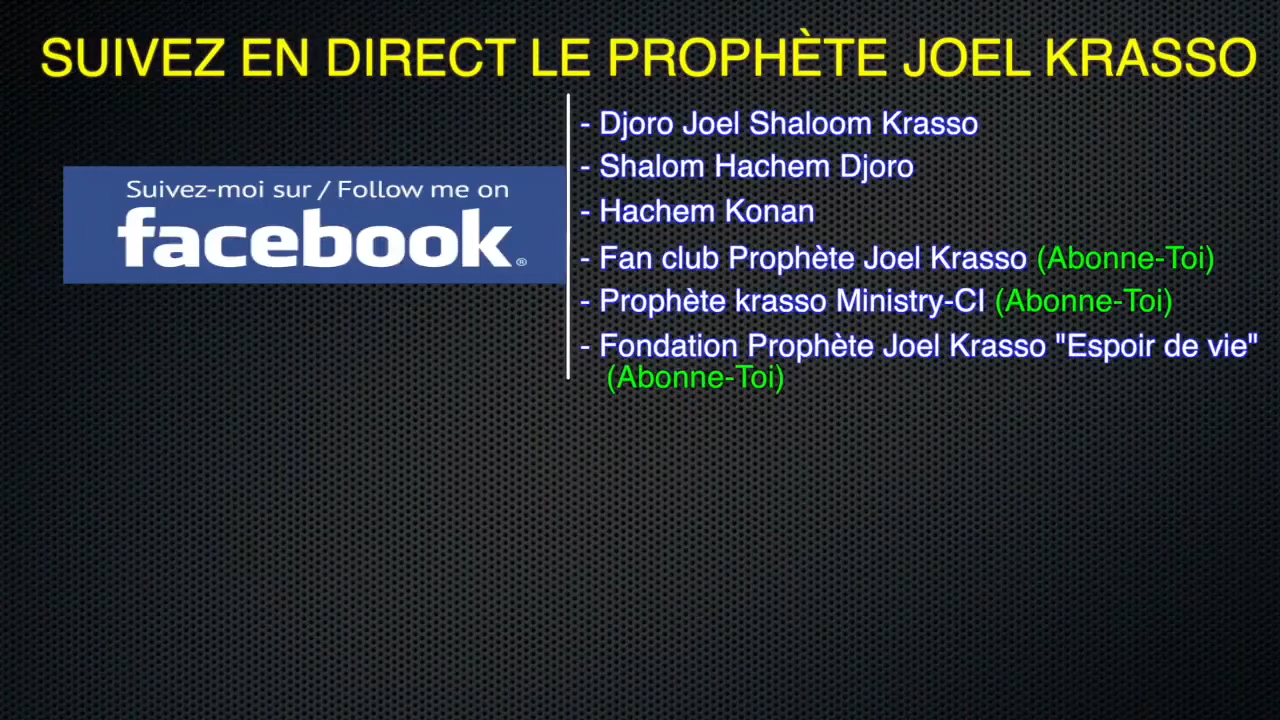 SUIVEZ EN DIRECT LE PROPHÈTE JOEL KRASSO
Suivez-moi sur / Follow me on
facebook®
- Djoro Joel Shaloom Krasso
- Shalom Hachem Djoro
- Hachem Konan
- Fan club Prophète Joel Krasso (Abonne-Toi)
- Prophète krasso Ministry-CI (Abonne-Toi)
- Fondation Prophète Joel Krasso "Espoir de vie"
(Abonne-Toi)